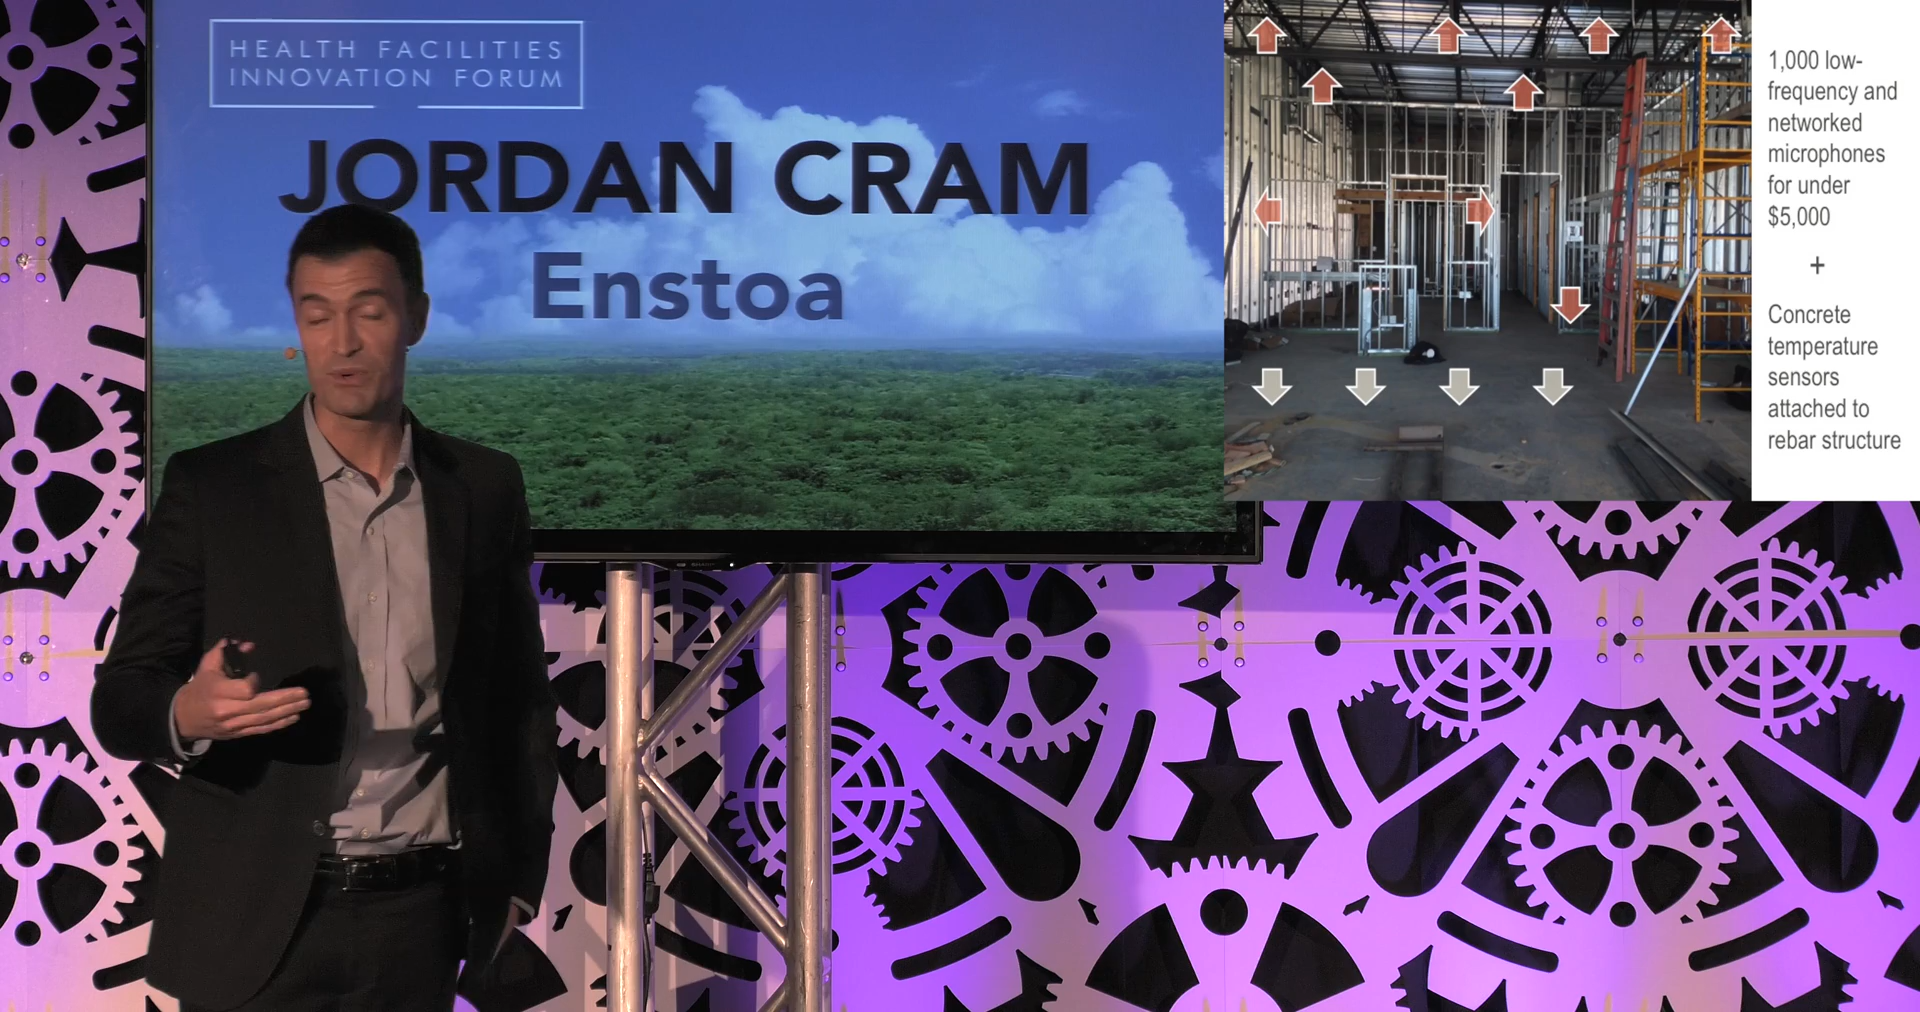 HEALTH FACILITIES
INNOVATION FORUM
JORDAN CRAM
Enstoa
1,000 low-
frequency and
networked
microphones
for under
$5,000
+
Concrete
temperature
sensors
attached to
rebar structure